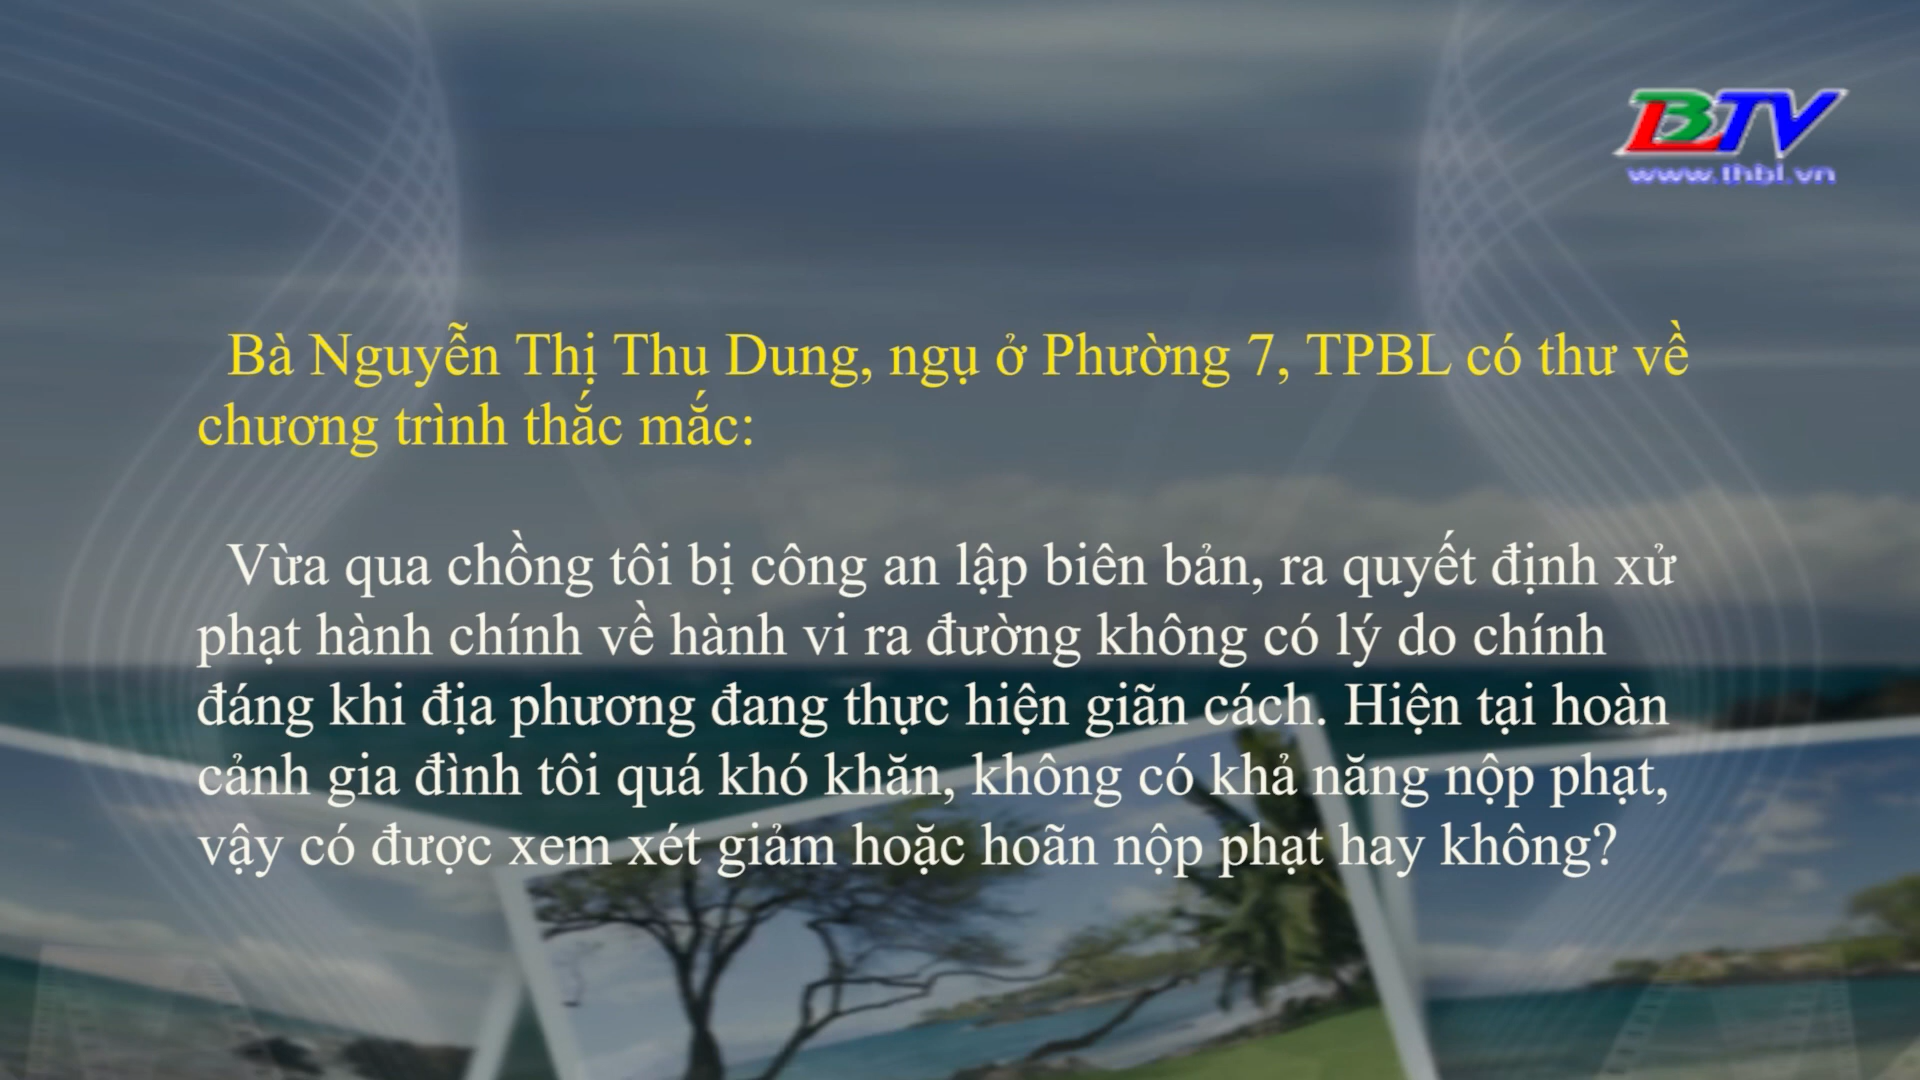 BTV
www.thbl.vn
Bà Nguyễn Thị Thu Dung, ngụ ở Phường 7, TPBL có thư về
chương trình thắc mắc:
Vừa qua chồng tôi bị công an lập biên bản, ra quyết định xử
phạt hành chính về hành vi ra đường không có lý do chính
đáng khi địa phương đang thực hiện giãn cách. Hiện tại hoàn
cảnh gia đình tôi quá khó khăn, không có khả năng nộp phạt,
vậy có được xem xét giảm hoặc hoãn nộp phạt hay không?